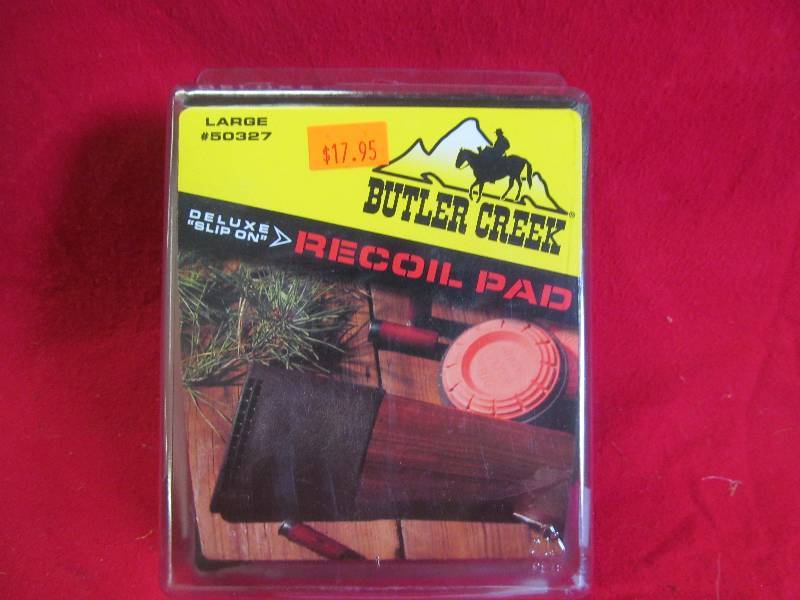 LARGE
#50327
$17.95
BUTLER CREEK®
DELUXE
"SLIP ON"
RECOIL PAD